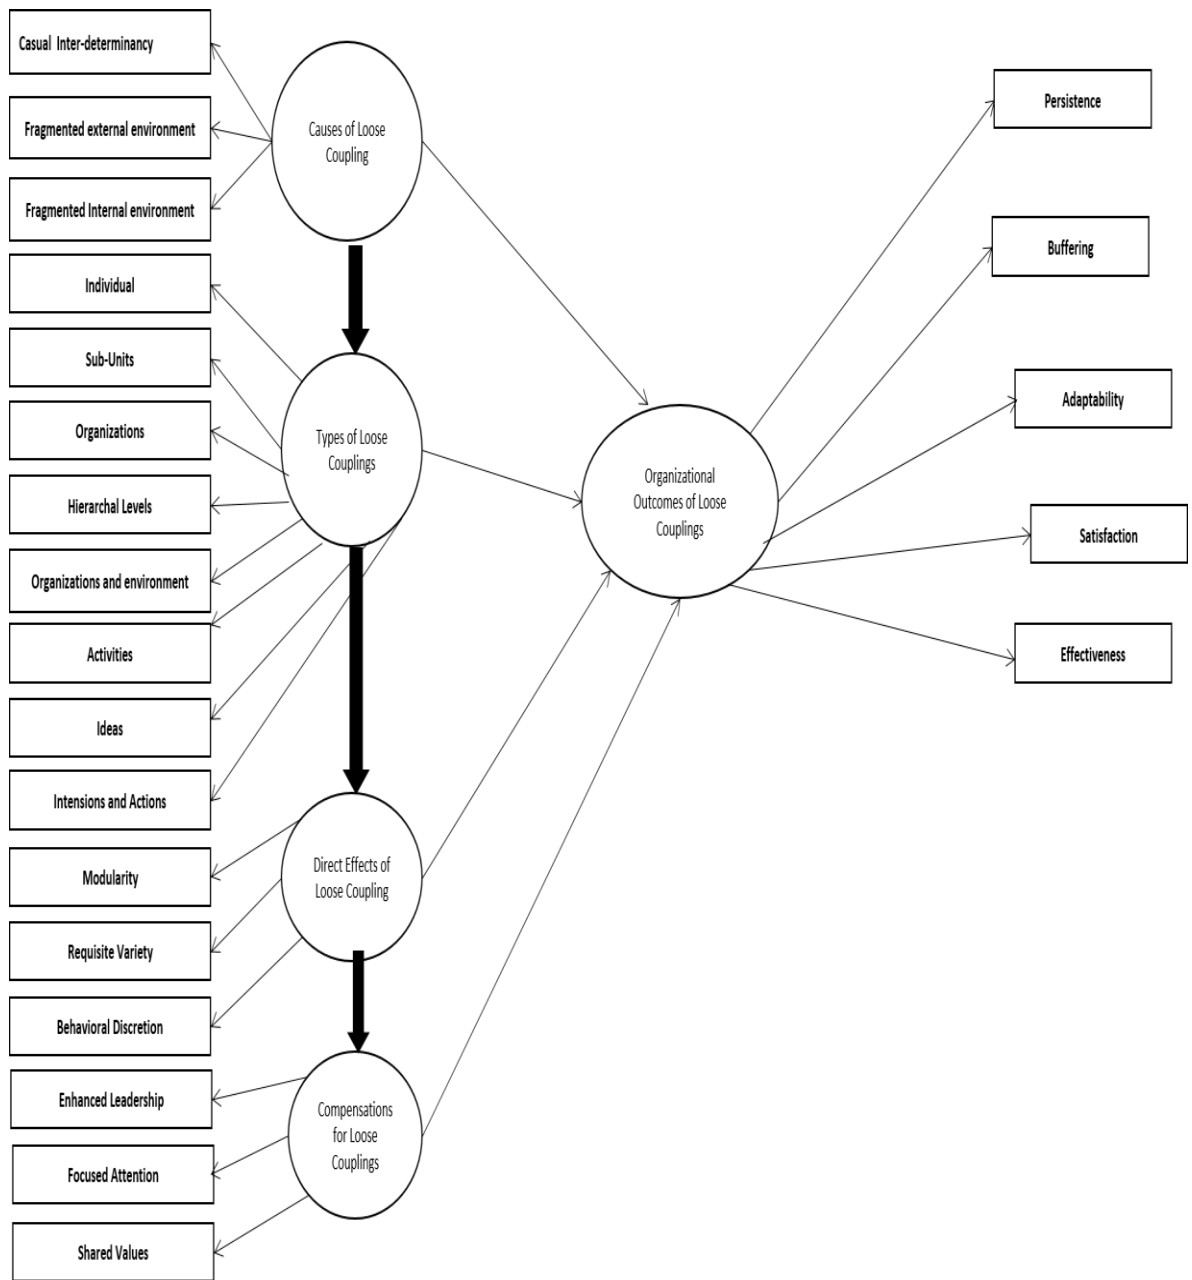 Casual Inter-determinancy
Fragmented external environment
Fragmented Internal environment
Individual
Sub-Units
Organizations
Hierarchal Levels
Organizations and environment
Activities
Ideas
Intensions and Actions
Modularity
Requisite Variety
Behavioral Discretion
Enhanced Leadership
Focused Attention
Shared Values
Causes of Loose
Coupling
Types of Loose
Couplings
Direct Effects of
Loose Coupling
Compensations
for Loose
Couplings
Organizational
Outcomes of Loose
Couplings
Persistence
Buffering
Adaptability
Satisfaction
Effectiveness